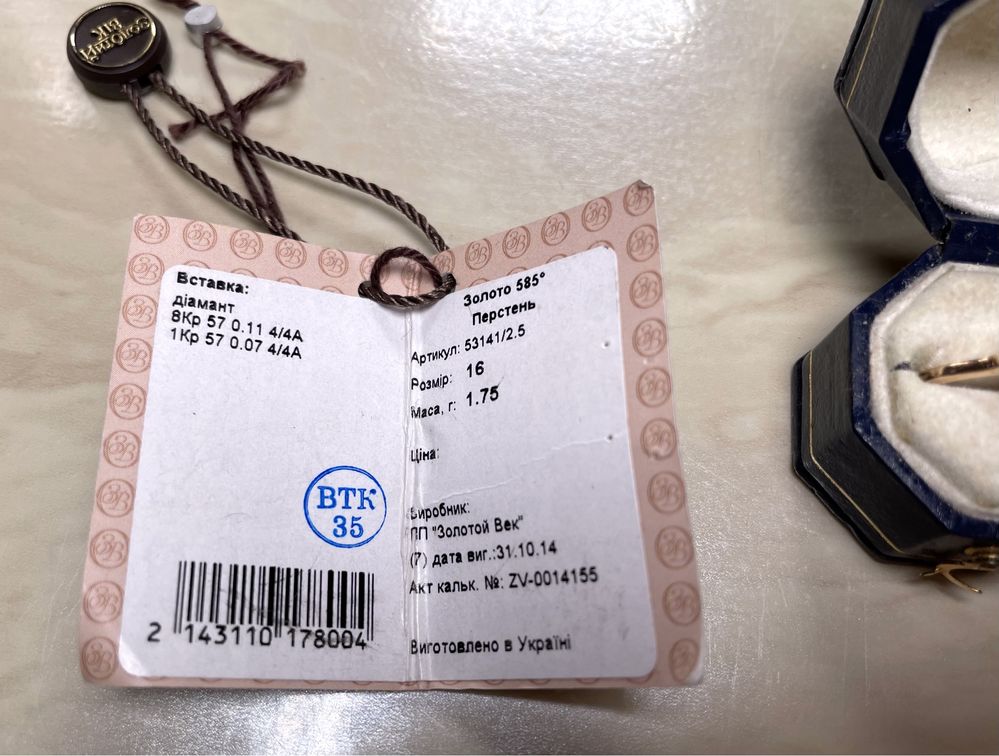 Золотий
ВІК
Вставка:
діамант
8Кр 57 0.11 4/4А
1Кр 57 0.07 4/4А
ВТК
35
2 143110 178004
Золото 585°
Перстень
Артикул: 53141/2.5
Розмір: 16
Маса, г: 1.75
Ціна:
Виробник:
ПП "Золотой Век"
(7) дата виг.:31.10.14
Акт кальк. №: ZV-0014155
Виготовлено в Україні